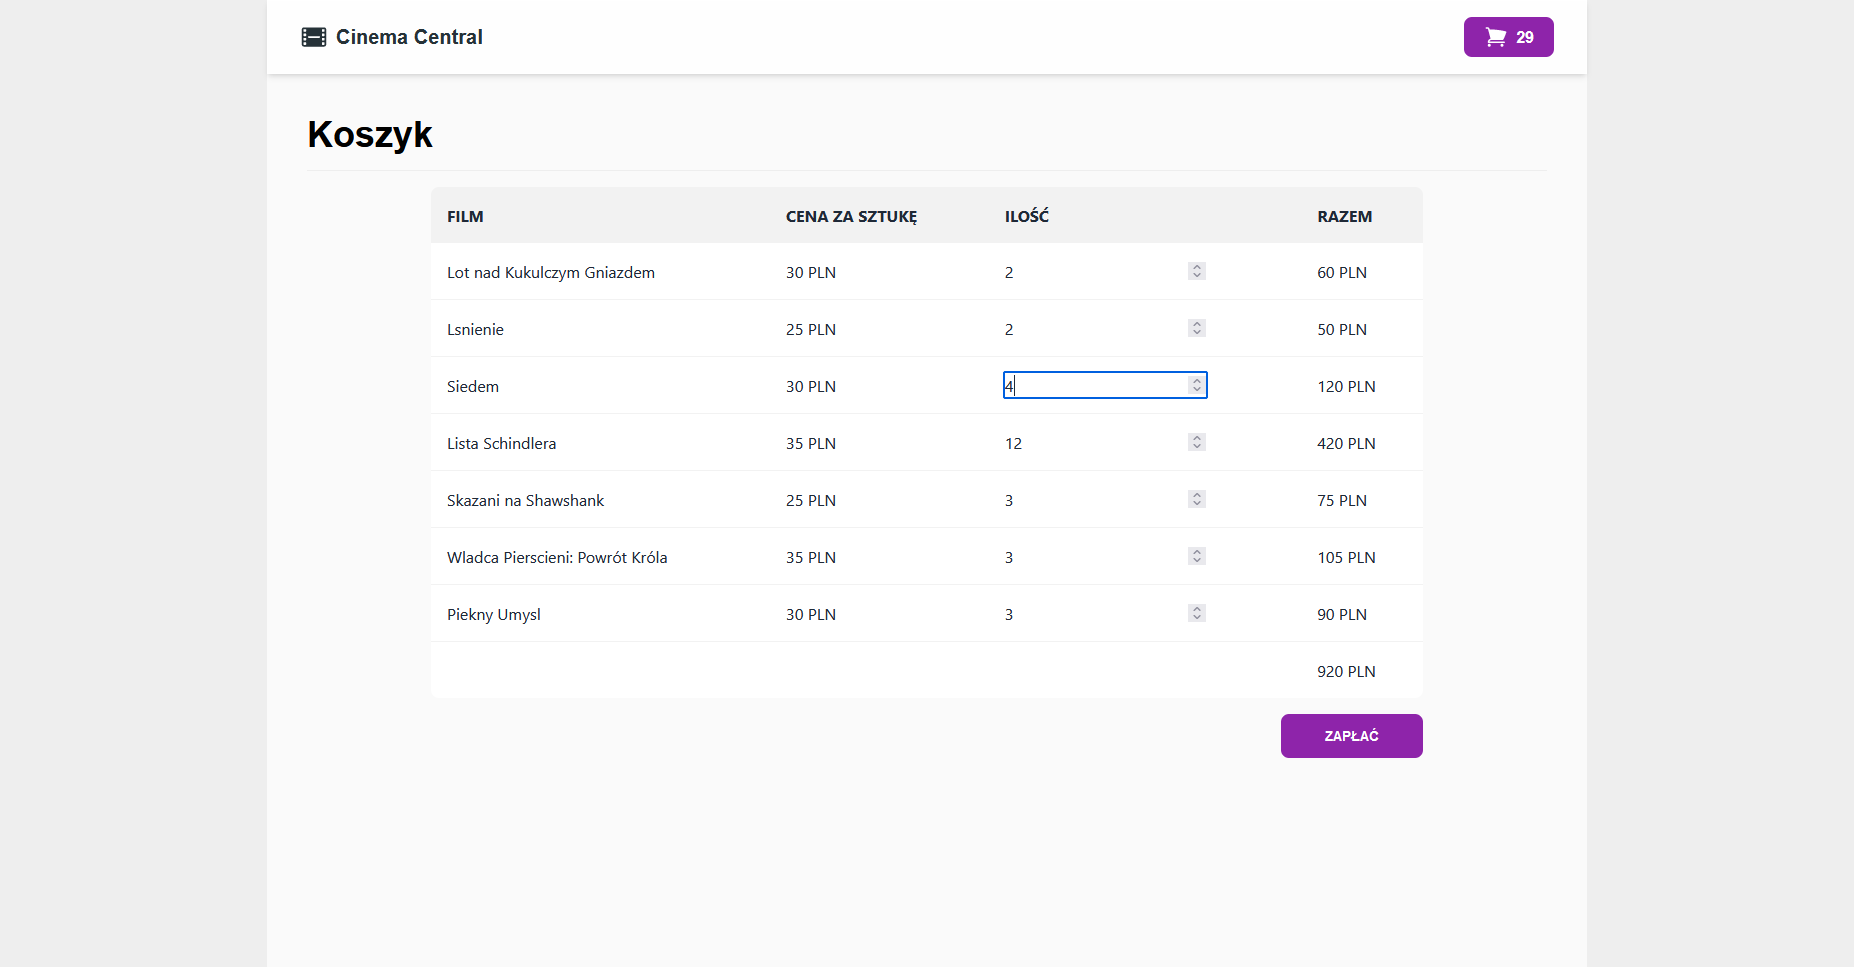 Cinema Central
29
Koszyk
FILM CENA ZA SZTUKĘ ILOŚĆ RAZEM
Lot nad Kukulczym Gniazdem 30 PLN 2 60 PLN
Lsnienie 25 PLN 2 50 PLN
Siedem 30 PLN 4 120 PLN
Lista Schindlera 35 PLN 12 420 PLN
Skazani na Shawshank 25 PLN 3 75 PLN
Wladca Pierscieni: Powrót Króla 35 PLN 3 105 PLN
Piekny Umysl 30 PLN 3 90 PLN
920 PLN
ZAPŁAĆ